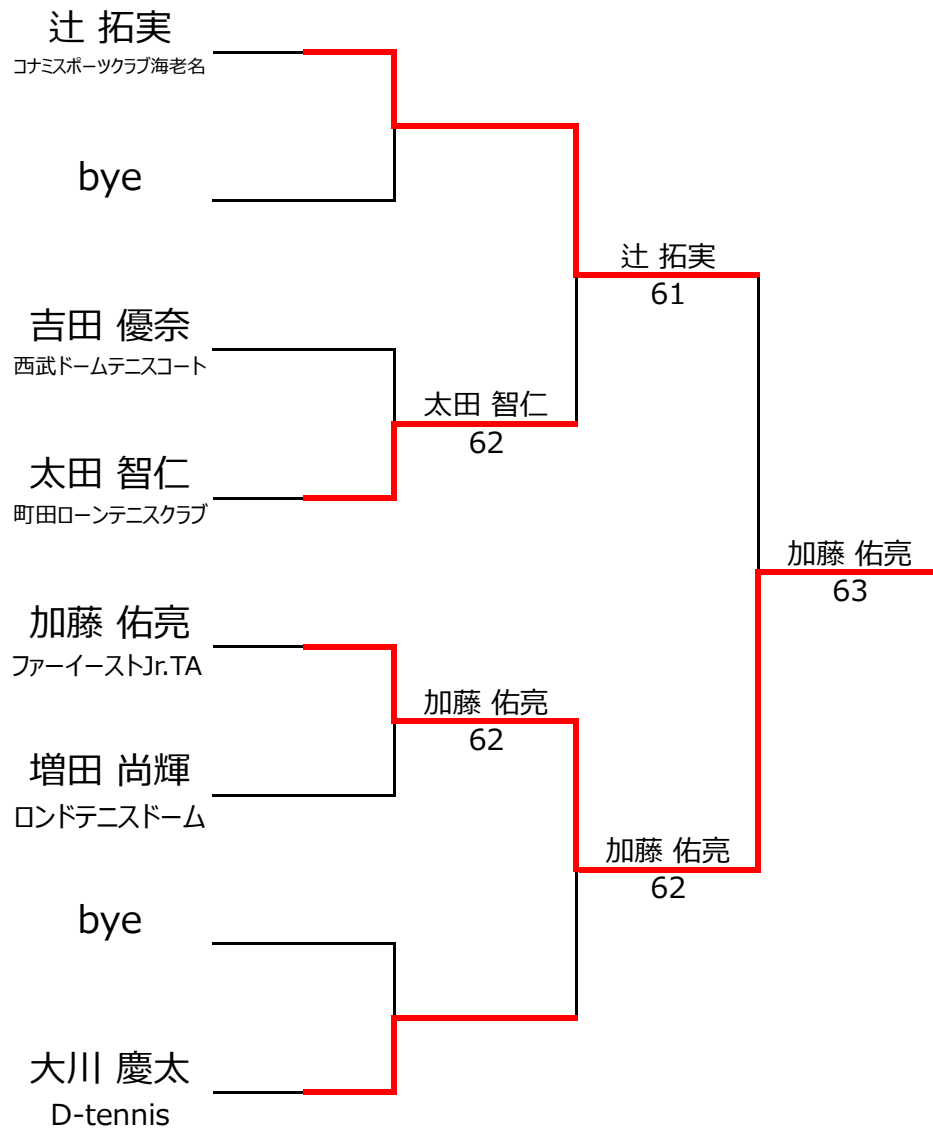 辻 拓実
コナミスポーツクラブ海老名
bye
吉田 優奈
西武ドームテニスコート
太田 智仁
町田ローンテニスクラブ
加藤 佑亮
ファーイーストJr.TA
増田 尚輝
ロンドテニスドーム
bye
大川 慶太
D-tennis
太田 智仁
62
加藤 佑亮
62
辻 拓実
61
加藤 佑亮
62
加藤 佑亮
63